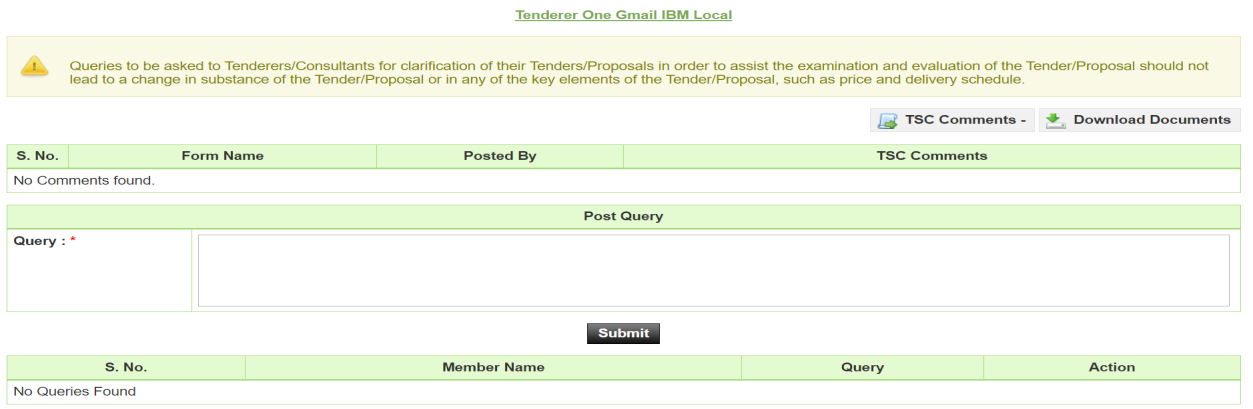 Tenderer One Gmail IBM Local
Queries to be asked to Tenderers/Consultants for clarification of their Tenders/Proposals in order to assist the examination and evaluation of the Tender/Proposal should not
lead to a change in substance of the Tender/Proposal or in any of the key elements of the Tender/Proposal, such as price and delivery schedule.
TSC Comments - Download Documents
S. No. Form Name Posted By TSC Comments
No Comments found.
Post Query
Query : *
Submit
S. No. Member Name Query Action
No Queries Found